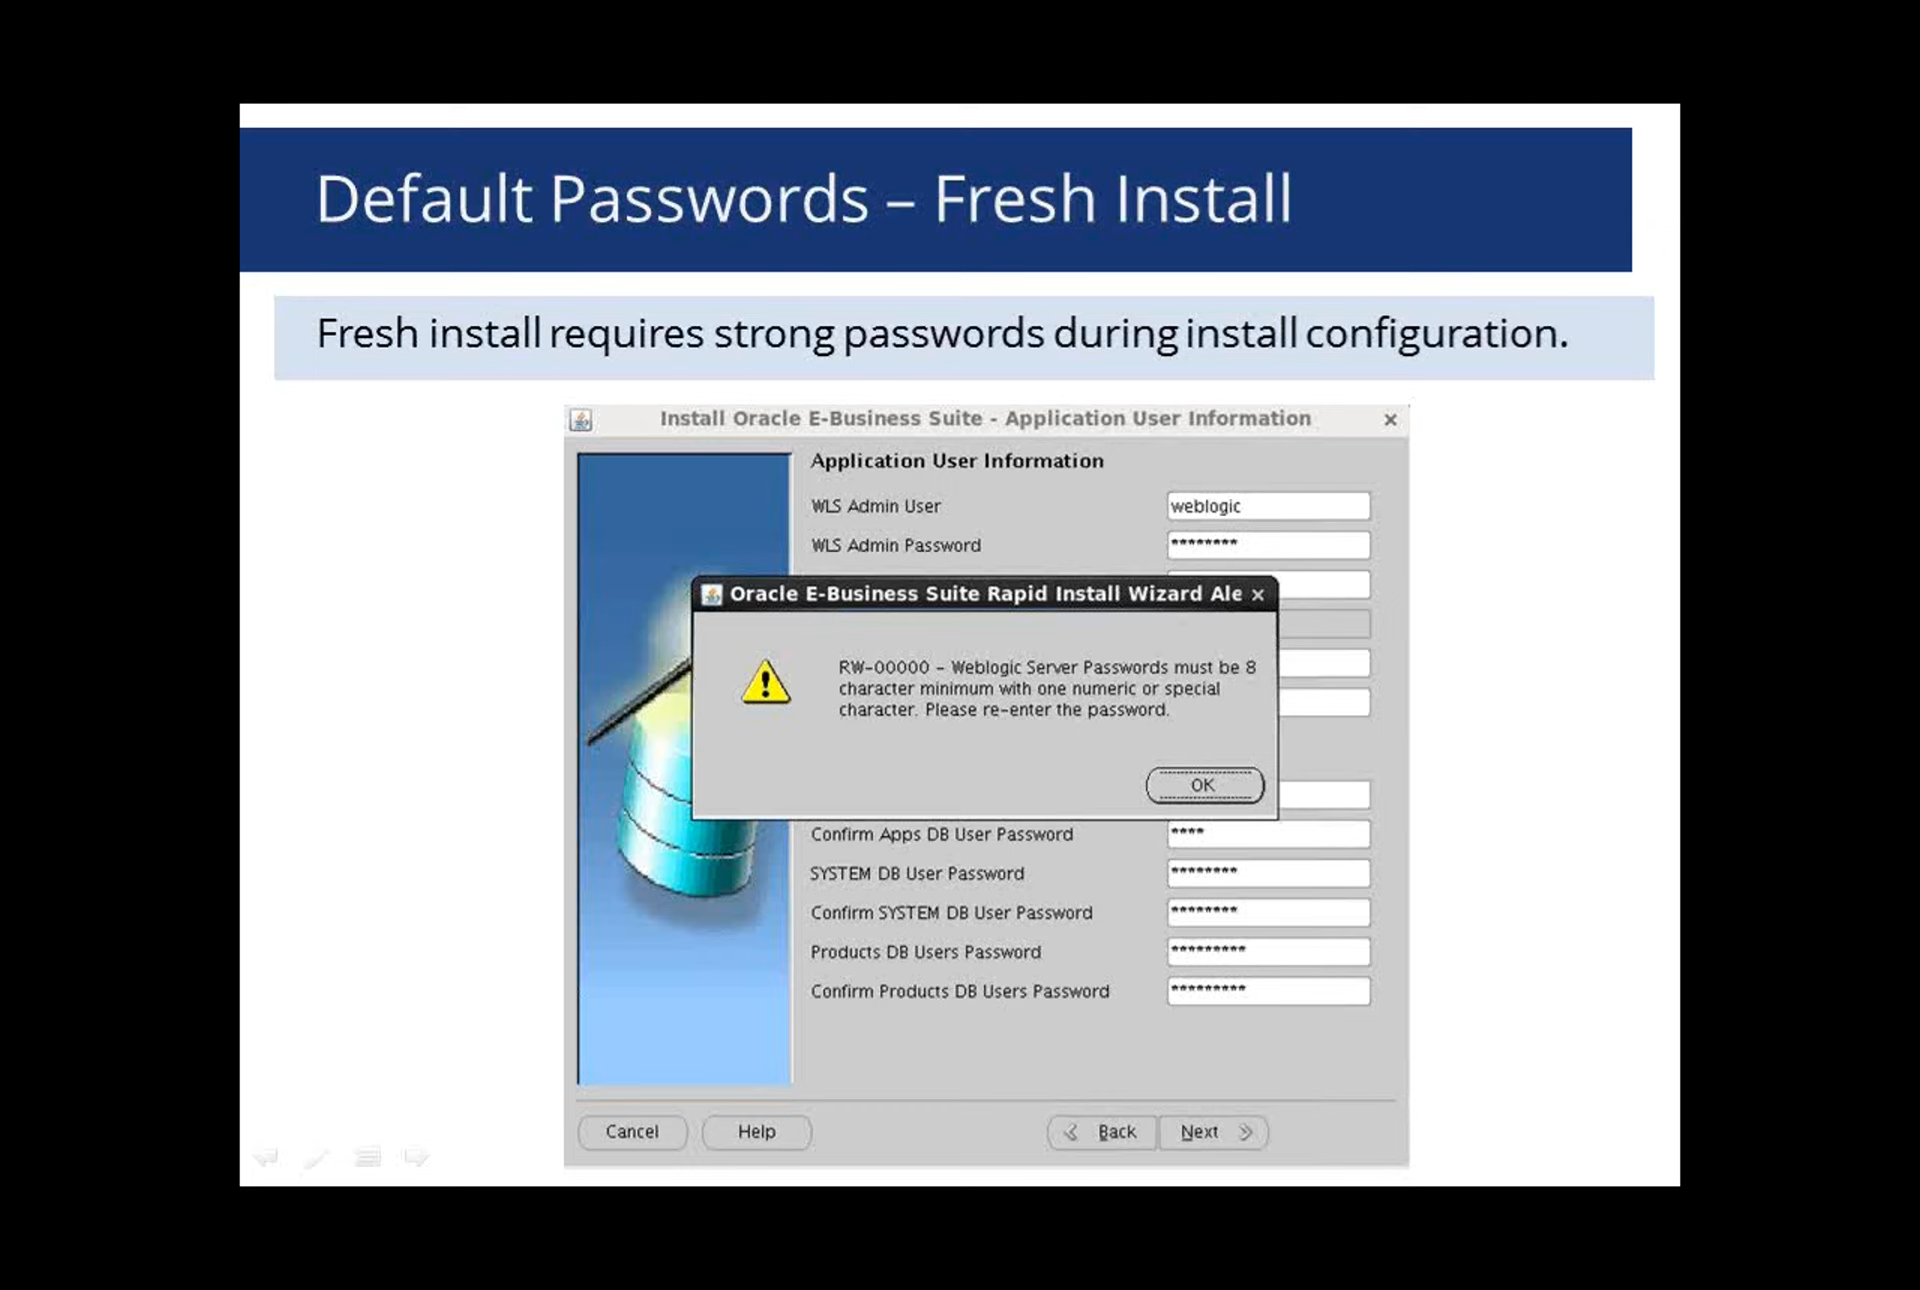 Default Passwords – Fresh Install
Fresh install requires strong passwords during install configuration.
Install Oracle E-Business Suite - Application User Information
Application User Information
WLS Admin User
weblogic
WLS Admin Password
********
Oracle E-Business Suite Rapid Install Wizard Ale
RW-00000 - Weblogic Server Passwords must be 8
character minimum with one numeric or special
character. Please re-enter the password.
OK
Confirm Apps DB User Password
****
SYSTEM DB User Password
********
Confirm SYSTEM DB User Password
********
Products DB Users Password
*********
Confirm Products DB Users Password
*********
Cancel
Help
Back
Next